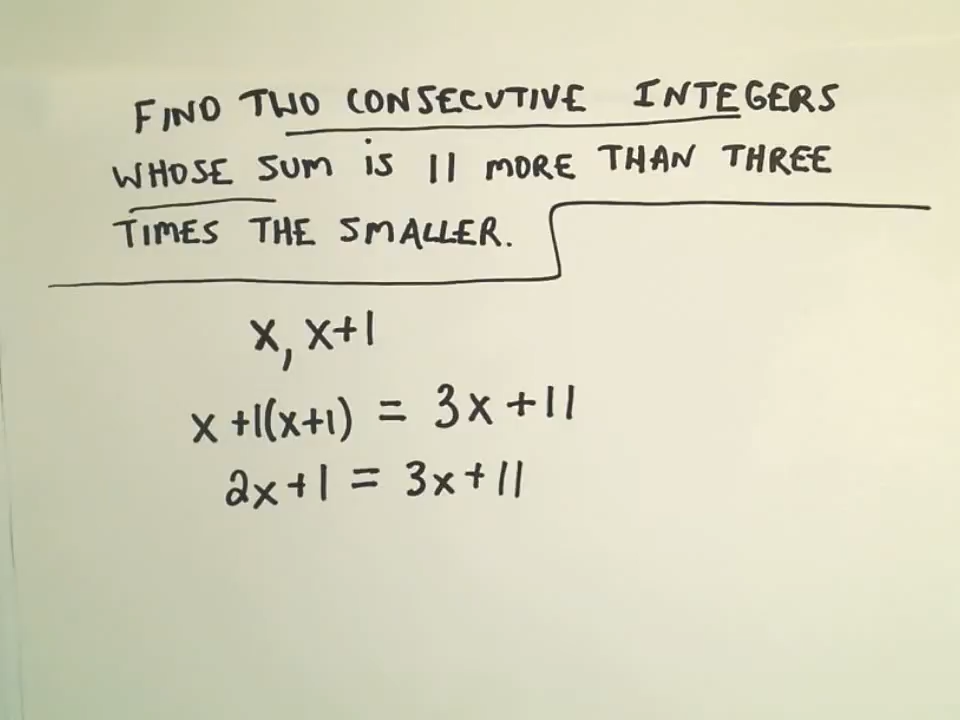 FIND TWO CONSECUTIVE INTEGERS
WHOSE SUM IS 11 MORE THAN THREE
TIMES THE SMALLER.
x, x+1
x +1(x+1) = 3x +11
2x+1 = 3x+11